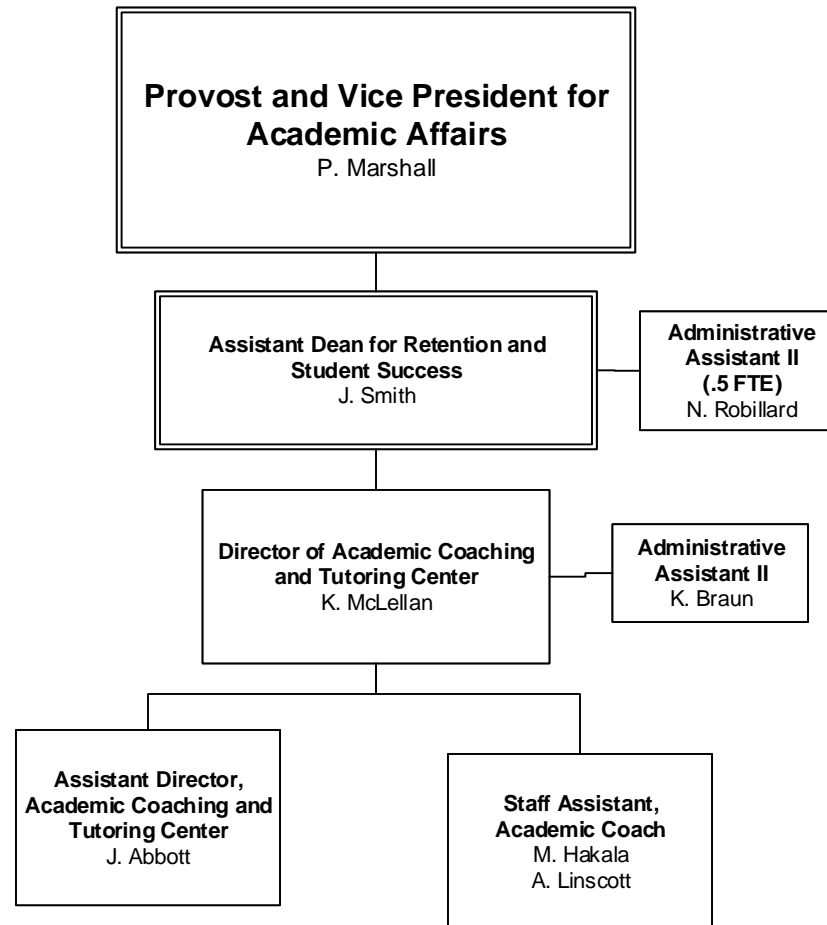 Provost and Vice President for
Academic Affairs
P. Marshall
Assistant Dean for Retention and
Student Success
J. Smith
Administrative
Assistant II
(.5 FTE)
N. Robillard
Director of Academic Coaching
and Tutoring Center
K. McLellan
Administrative
Assistant II
K. Braun
Assistant Director,
Academic Coaching and
Tutoring Center
J. Abbott
Staff Assistant,
Academic Coach
M. Hakala
A. Linscott